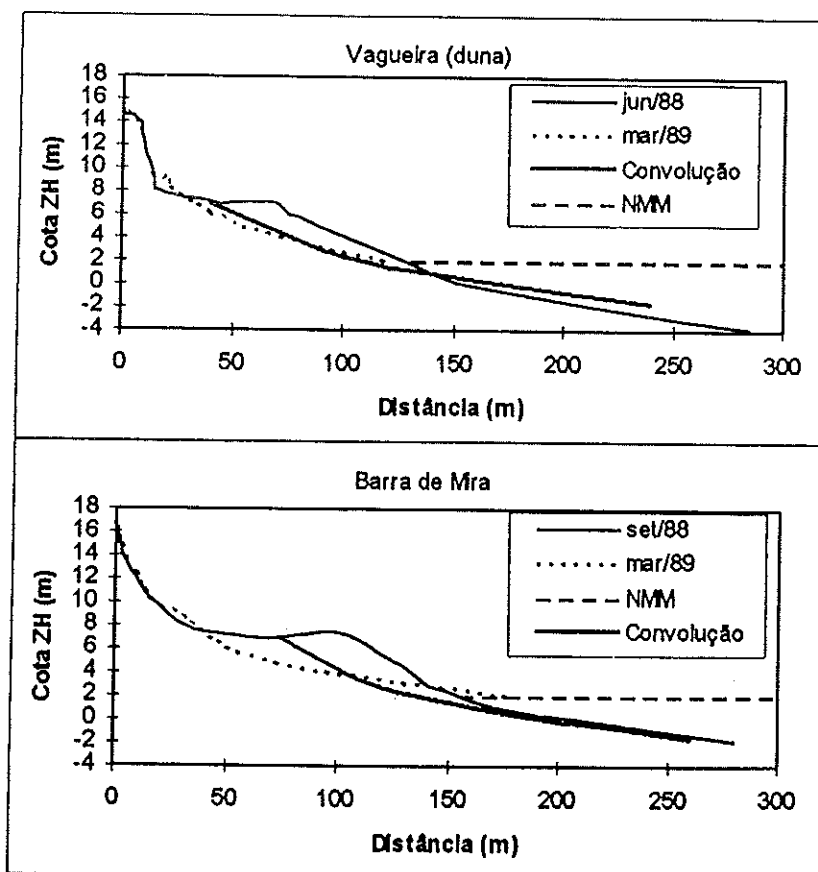 Vagueira (duna)
Cota ZH (m)
18
16
14
12
10
8
6
4
2
0
-2
-4
jun/88
mar/89
Convolução
NMM
0 50 100 150 200 250 300
Distância (m)
Barra de Mira
Cota ZH (m)
18
16
14
12
10
8
6
4
2
0
-2
-4
set/88
mar/89
NMM
Convolução
0 50 100 150 200 250 300
Distância (m)